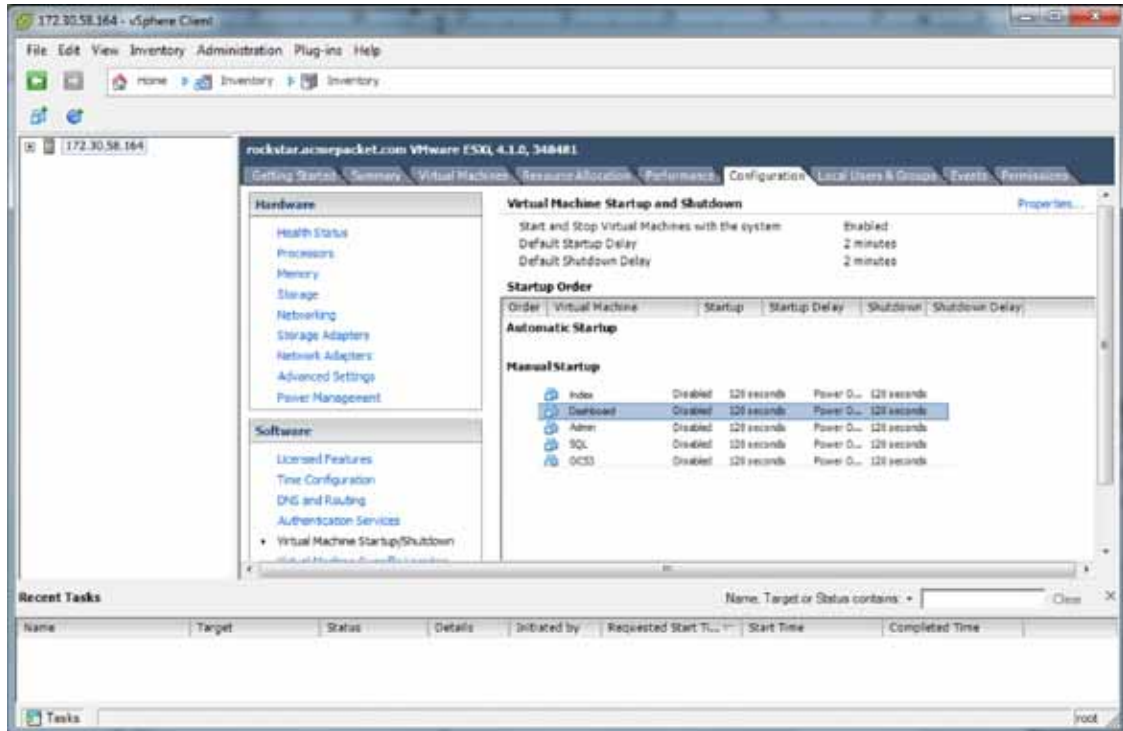 172.30.58.164 - vSphere Client
File Edit View Inventory Administration Plug-ins Help
Home Inventory Inventory
172.30.58.164
rockstar.acmepacket.com VMware ESXi, 4.1.0, 348481
Getting Started Summary Virtual Machines Resource Allocation Performance Configuration Local Users & Groups Events Permissions
Hardware
Health Status
Processors
Memory
Storage
Networking
Storage Adapters
Network Adapters
Advanced Settings
Power Management
Software
Licensed Features
Time Configuration
DNS and Routing
Authentication Services
Virtual Machine Startup/Shutdown
Virtual Machine Startup and Shutdown Properties...
Start and Stop Virtual Machines with the system Enabled
Default Startup Delay 2 minutes
Default Shutdown Delay 2 minutes
Startup Order
Order Virtual Machine Startup Startup Delay Shutdown Shutdown Delay
Automatic Startup
Manual Startup
Index Disabled 120 seconds Power O... 120 seconds
Dashboard Disabled 120 seconds Power O... 120 seconds
Admin Disabled 120 seconds Power O... 120 seconds
SQL Disabled 120 seconds Power O... 120 seconds
Disabled 120 seconds Power O... 120 seconds
Recent Tasks Name, Target or Status contains: Clear
Name Target Status Details Initiated by Requested Start Ti... Start Time Completed Time
Tasks root